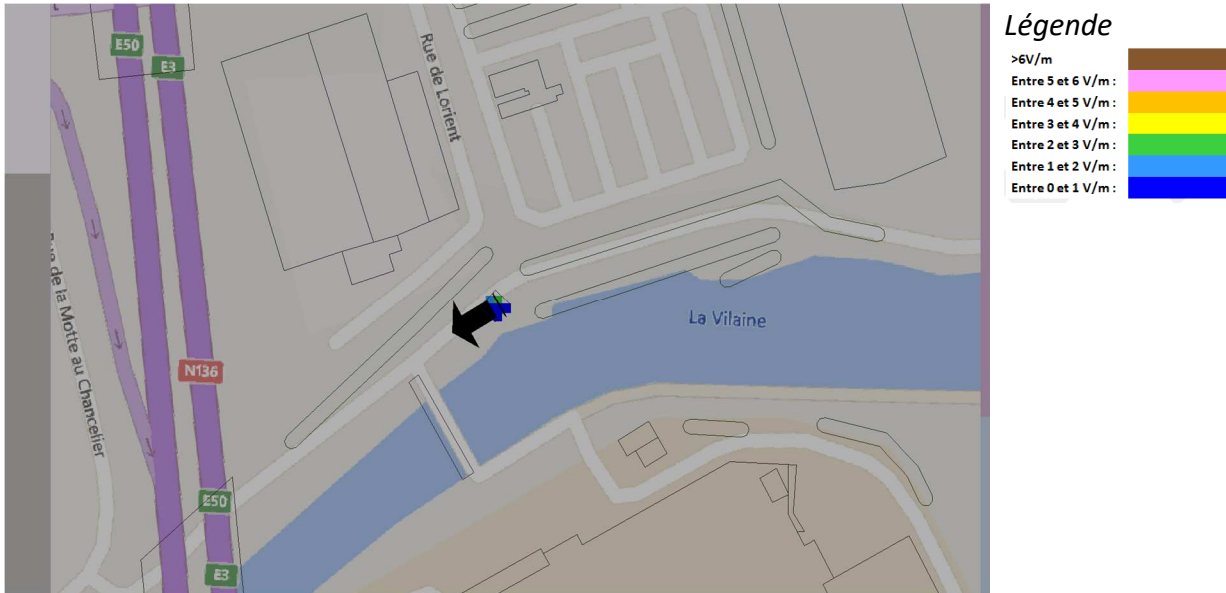 E50
E3
Rue de Lorient
Rue de la Motte au Chancelier
N136
La Vilaine
E50
E3
Légende
>6V/m
Entre 5 et 6 V/m :
Entre 4 et 5 V/m :
Entre 3 et 4 V/m :
Entre 2 et 3 V/m :
Entre 1 et 2 V/m :
Entre 0 et 1 V/m :